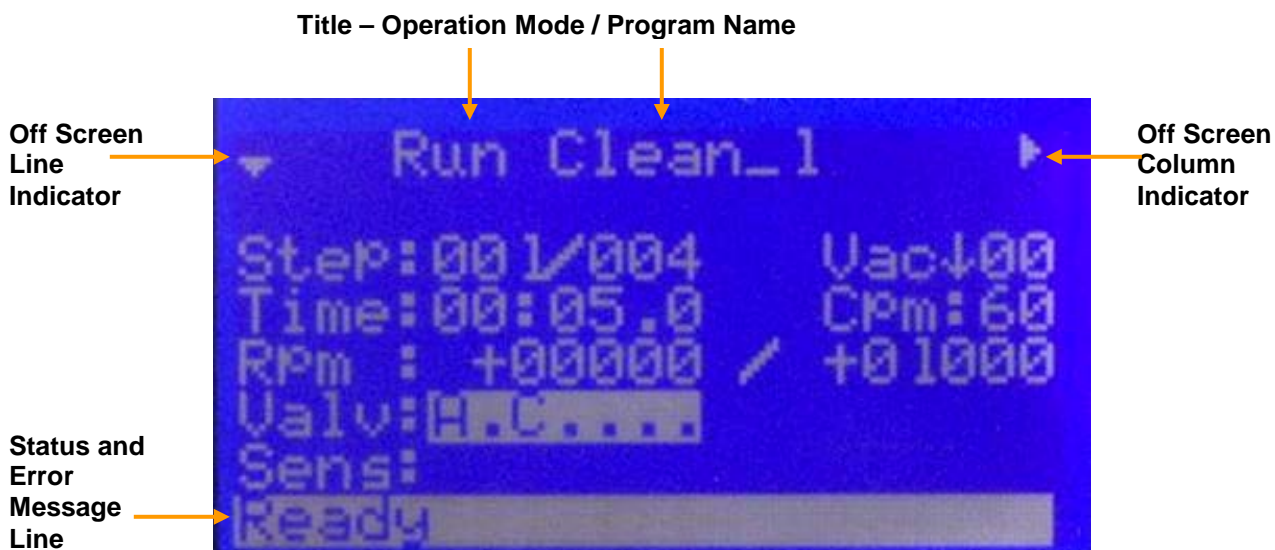 Title – Operation Mode / Program Name
Off Screen
Line
Indicator
Off Screen
Column
Indicator
Run Clean_1
Step:001/004 Vac↓00
Time:00:05.0 Cpm:60
Rpm : +00000 / +01000
Valv:A.C....
Sens:
Status and
Error
Message
Line
Ready